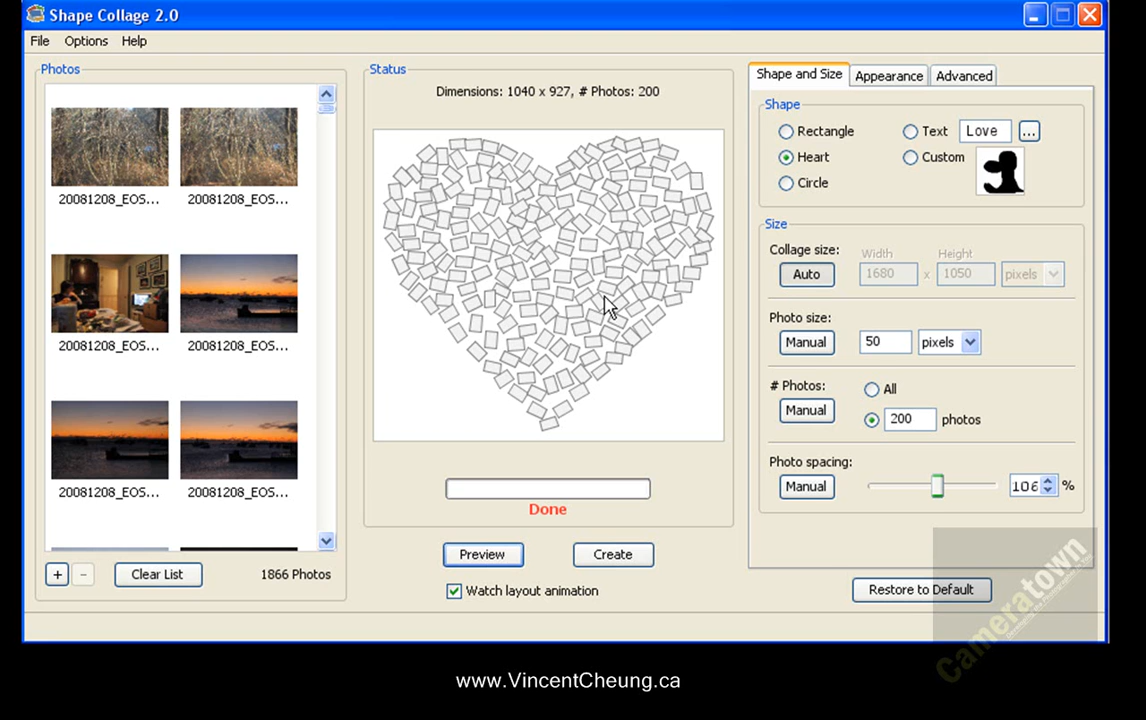 Shape Collage 2.0
File Options Help
Photos
20081208_EOS... 20081208_EOS...
20081208_EOS... 20081208_EOS...
20081208_EOS... 20081208_EOS...
+ - Clear List 1866 Photos
Status
Dimensions: 1040 x 927, # Photos: 200
Done
Preview Create
Watch layout animation
Shape and Size Appearance Advanced
Shape
Rectangle Text Love ...
Heart Custom
Circle
Size
Collage size: Width Height
Auto 1680 x 1050 pixels
Photo size:
Manual 50 pixels
# Photos: All
Manual 200 photos
Photo spacing:
Manual 106 %
Restore to Default
Cameratown
www.VincentCheung.ca